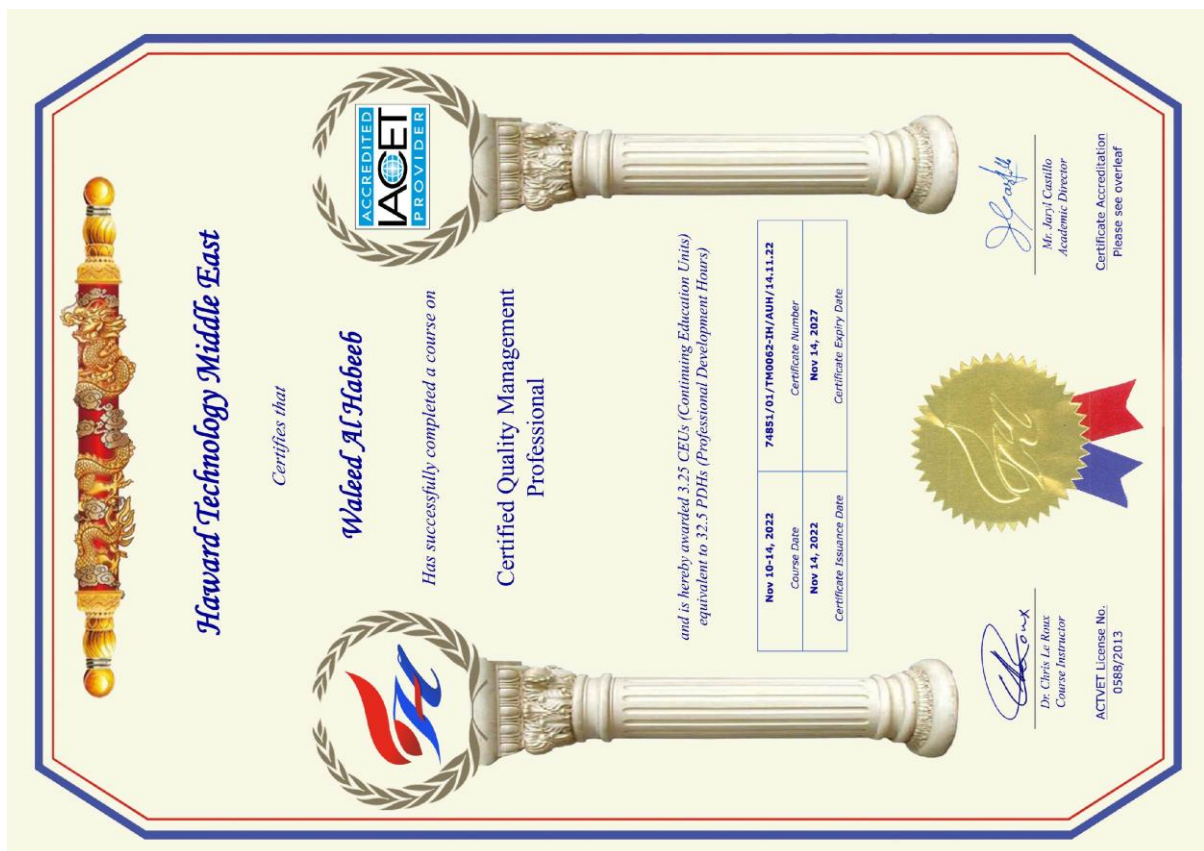 Haward Technology Middle East
Certifies that
Waleed Al Habeeb
ACCREDITED
IACET
PROVIDER
Has successfully completed a course on
Certified Quality Management
Professional
and is hereby awarded 3.25 CEUs (Continuing Education Units)
equivalent to 32.5 PDHs (Professional Development Hours)
Nov 10-14, 2022 74851/01/TM0062-IH/AUH/14.11.22
Course Date Certificate Number
Nov 14, 2022 Nov 14, 2027
Certificate Issuance Date Certificate Expiry Date
Dr. Chris Le Roux
Course Instructor
ACTVET License No.
0588/2013
Mr. Jaryl Castillo
Academic Director
Certificate Accreditation
Please see overleaf